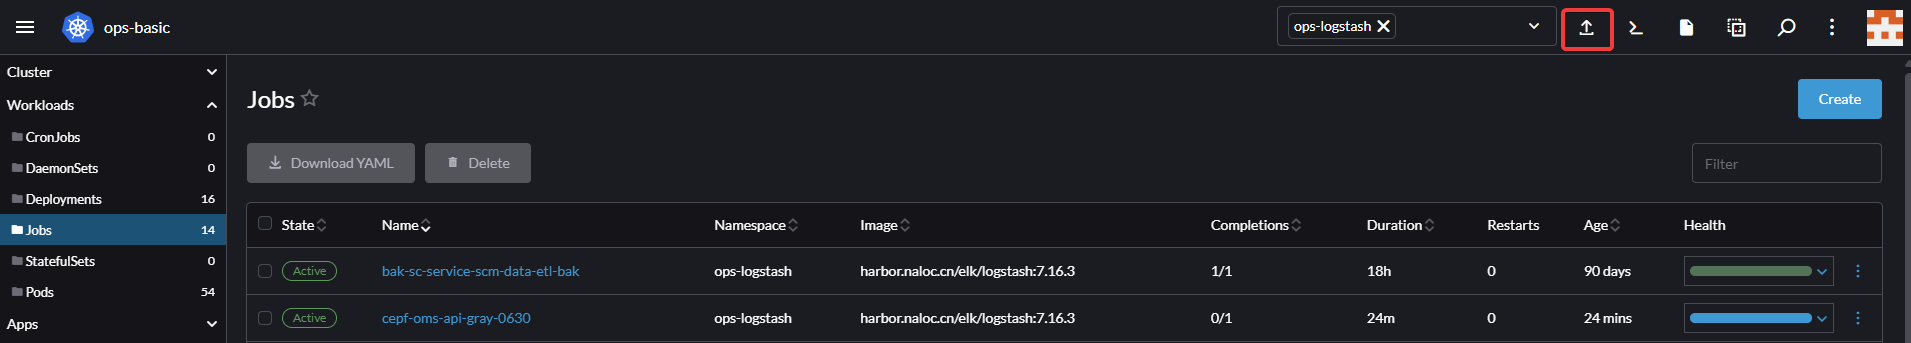 ops-basic
ops-logstash
Cluster
Workloads
CronJobs 0
DaemonSets 0
Deployments 16
Jobs 14
StatefulSets 0
Pods 54
Apps
Jobs
Create
Download YAML
Delete
Filter
State Name Namespace Image Completions Duration Restarts Age Health
Active bak-sc-service-scm-data-etl-bak ops-logstash harbor.naloc.cn/elk/logstash:7.16.3 1/1 18h 0 90 days
Active cepf-oms-api-gray-0630 ops-logstash harbor.naloc.cn/elk/logstash:7.16.3 0/1 24m 0 24 mins